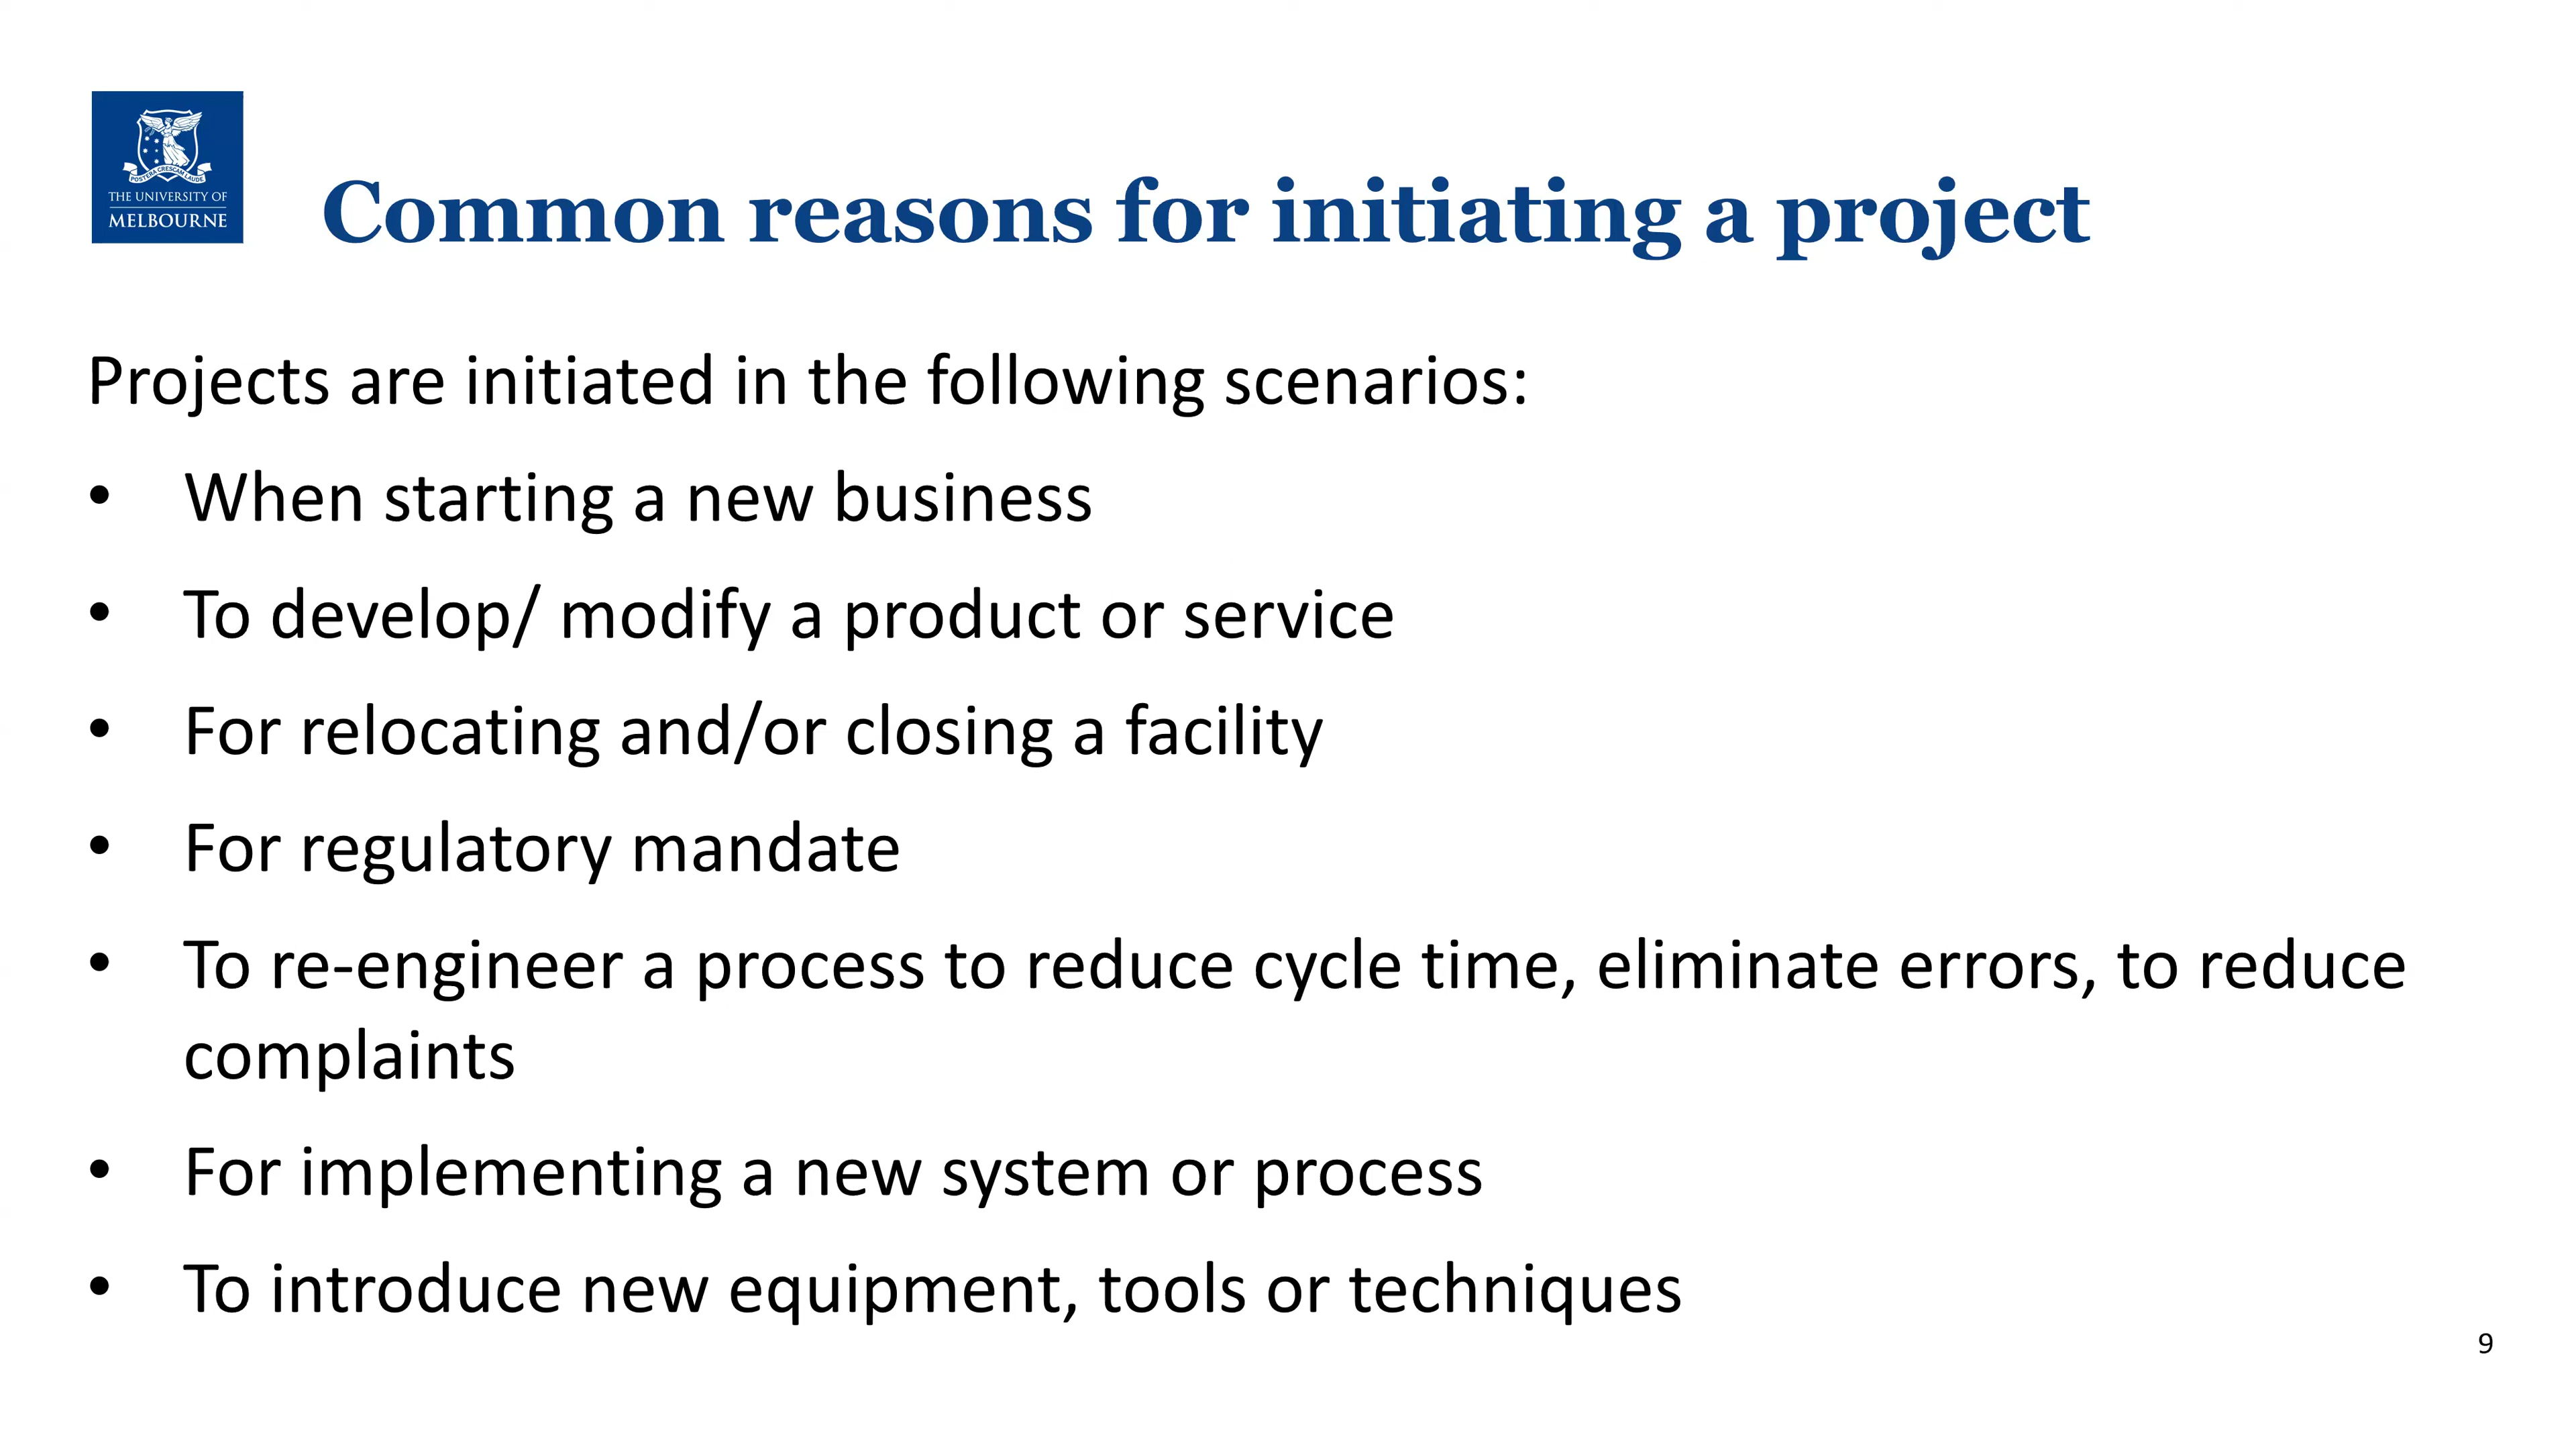 POSTERA CRESCAM LAUDE
THE UNIVERSITY OF
MELBOURNE
Common reasons for initiating a project
Projects are initiated in the following scenarios:
• When starting a new business
• To develop/ modify a product or service
• For relocating and/or closing a facility
• For regulatory mandate
• To re-engineer a process to reduce cycle time, eliminate errors, to reduce
complaints
• For implementing a new system or process
• To introduce new equipment, tools or techniques
9